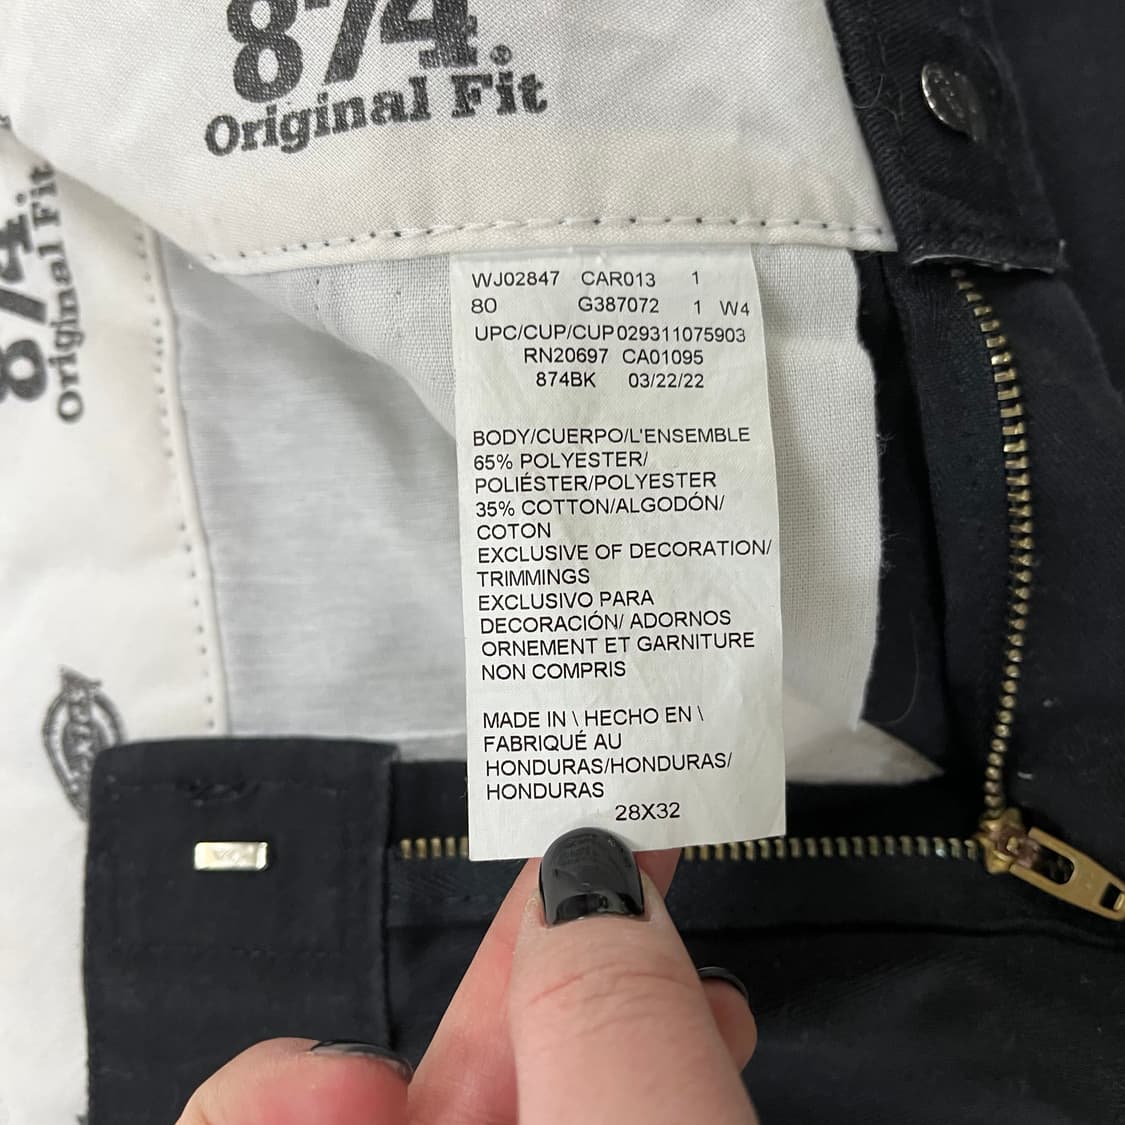 874.
Original Fit
874.
Original Fit
WJ02847 CAR013 1
80 G387072 1 W4
UPC/CUP/CUP029311075903
RN20697 CA01095
874BK 03/22/22
BODY/CUERPO/L'ENSEMBLE
65% POLYESTER/
POLIÉSTER/POLYESTER
35% COTTON/ALGODÓN/
COTON
EXCLUSIVE OF DECORATION/
TRIMMINGS
EXCLUSIVO PARA
DECORACIÓN/ ADORNOS
ORNEMENT ET GARNITURE
NON COMPRIS
MADE IN \ HECHO EN \
FABRIQUÉ AU
HONDURAS/HONDURAS/
HONDURAS
28X32